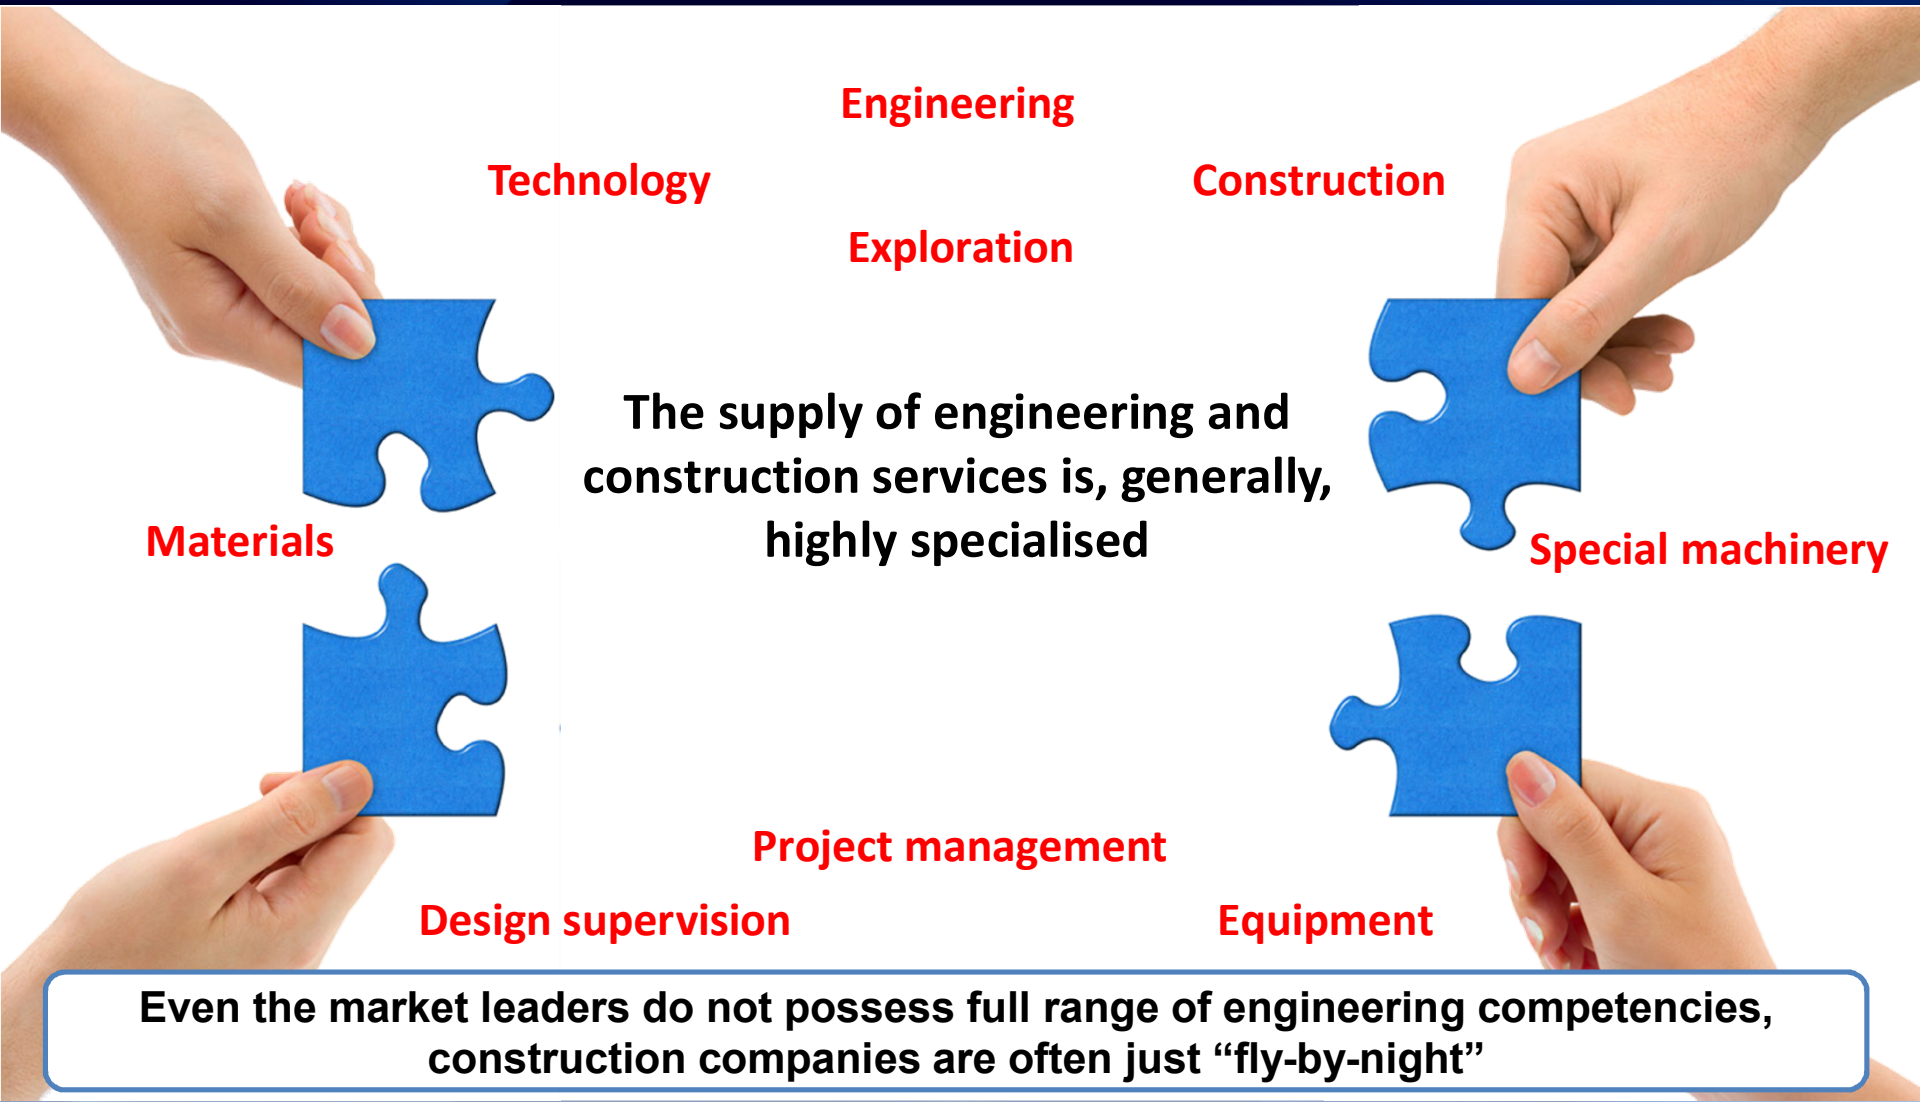 Engineering
Technology
Construction
Exploration
The supply of engineering and
construction services is, generally,
highly specialised
Materials
Special machinery
Project management
Design supervision
Equipment
Even the market leaders do not possess full range of engineering competencies,
construction companies are often just “fly-by-night”